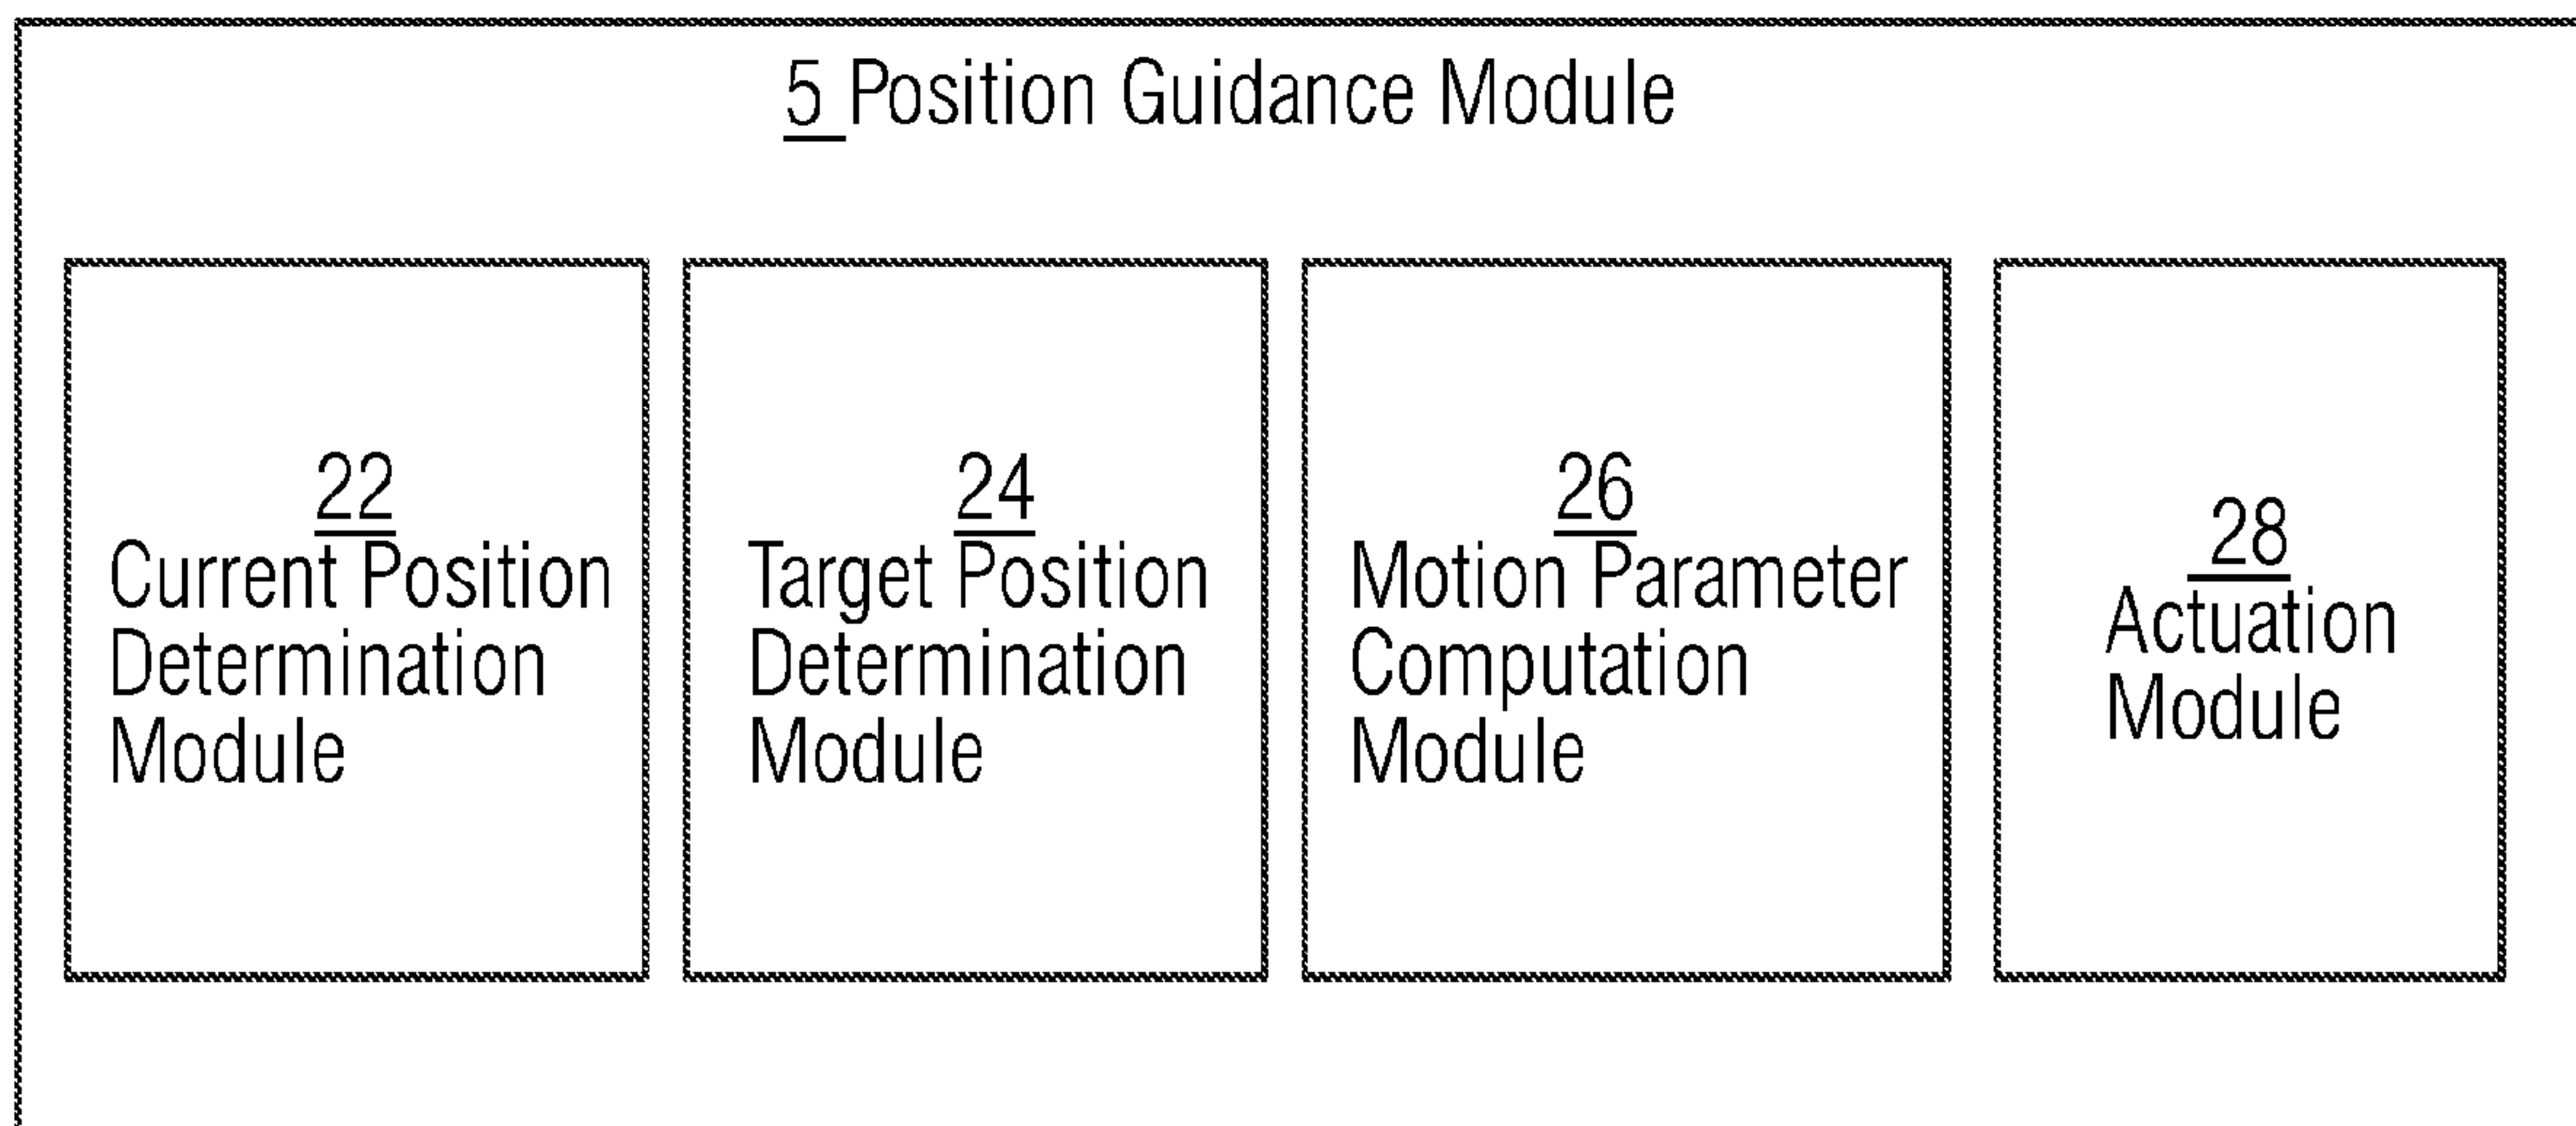 5 Position Guidance Module
22
Current Position
Determination
Module
24
Target Position
Determination
Module
26
Motion Parameter
Computation
Module
28
Actuation
Module